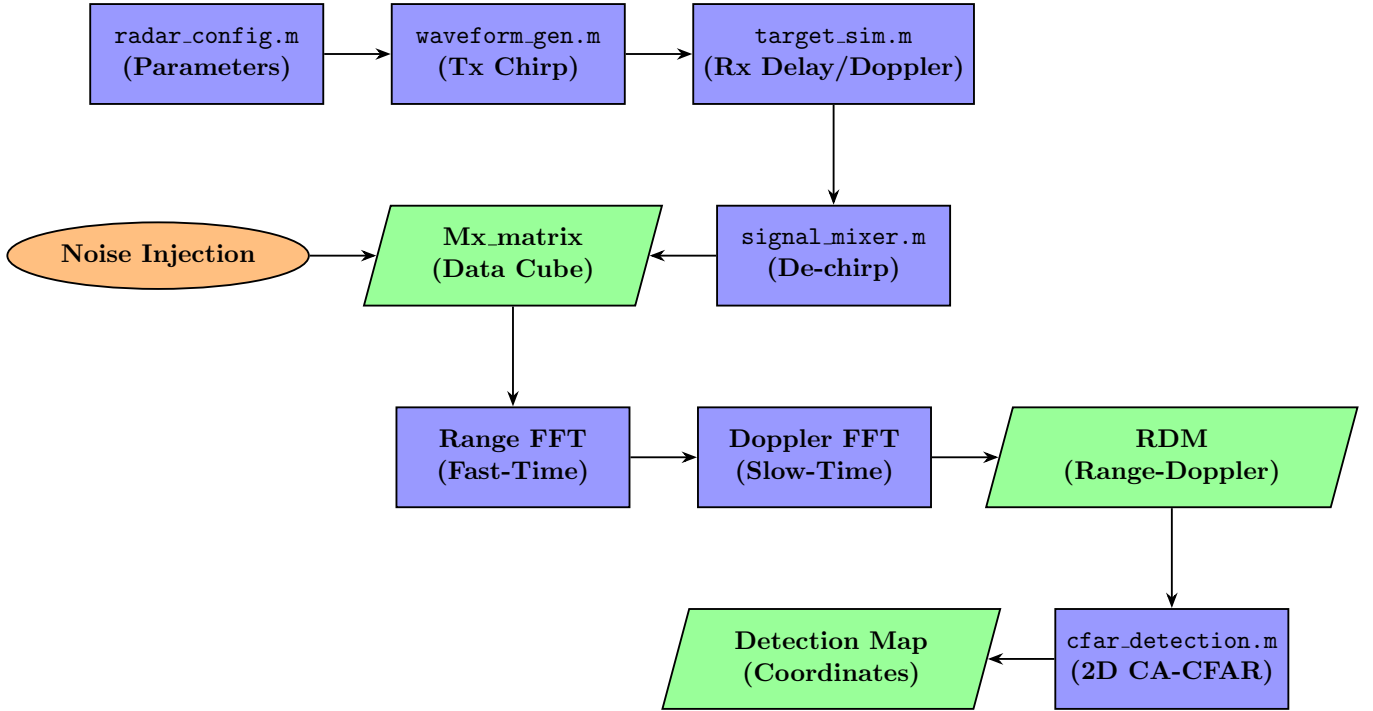 radar_config.m
(Parameters)
waveform_gen.m
(Tx Chirp)
target_sim.m
(Rx Delay/Doppler)
Noise Injection
Mx_matrix
(Data Cube)
signal_mixer.m
(De-chirp)
Range FFT
(Fast-Time)
Doppler FFT
(Slow-Time)
RDM
(Range-Doppler)
Detection Map
(Coordinates)
cfar_detection.m
(2D CA-CFAR)